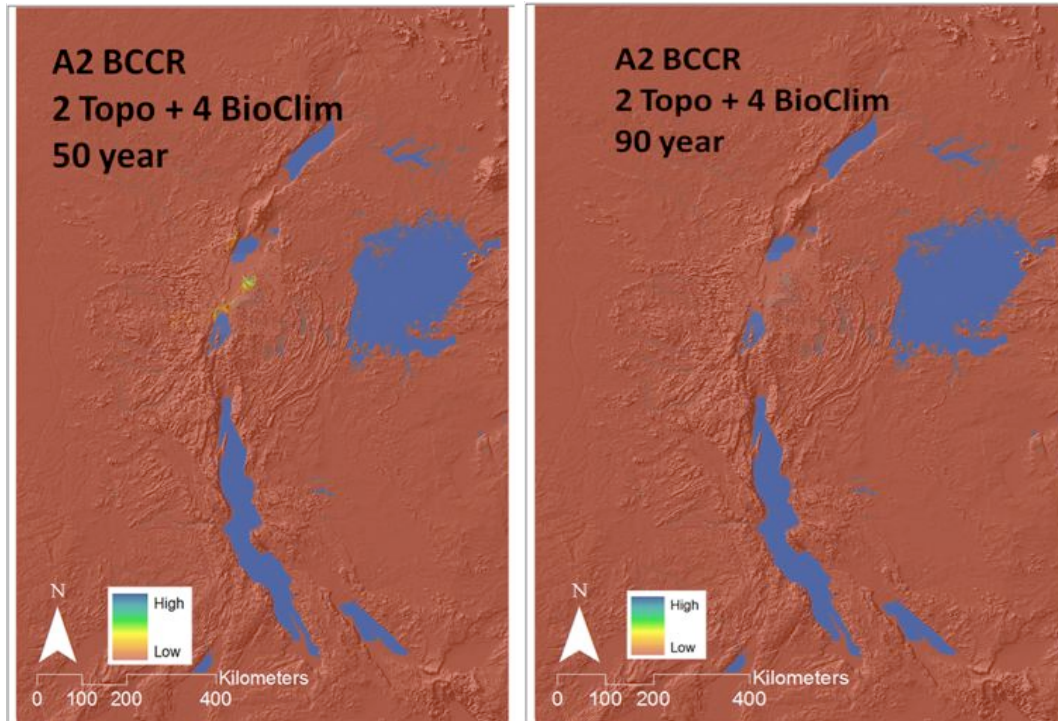 A2 BCCR
2 Topo + 4 BioClim
50 year
N
High
Low
Kilometers
0 100 200 400
A2 BCCR
2 Topo + 4 BioClim
90 year
N
High
Low
Kilometers
0 100 200 400